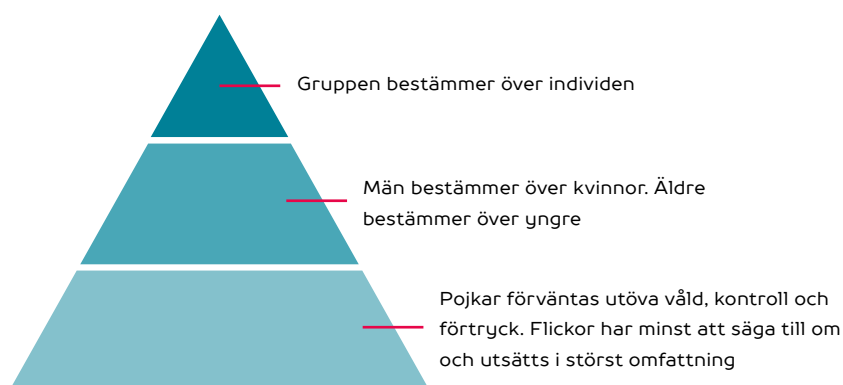 Gruppen bestämmer över individen
Män bestämmer över kvinnor. Äldre
bestämmer över yngre
Pojkar förväntas utöva våld, kontroll och
förtryck. Flickor har minst att säga till om
och utsätts i störst omfattning